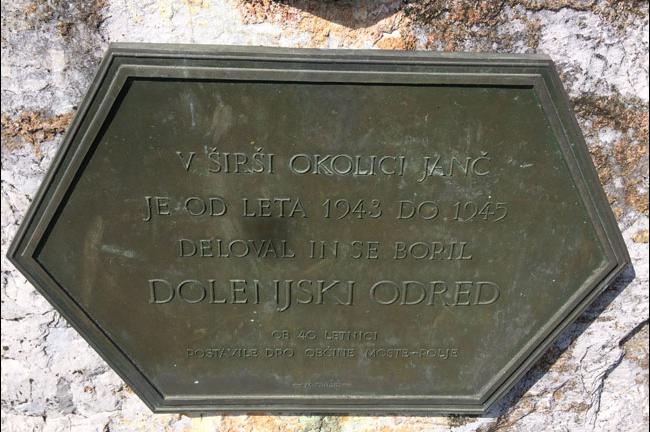 V ŠIRŠI OKOLICI JANČ
JE OD LETA 1943 DO 1945
DELOVAL IN SE BORIL
DOLENJSKI ODRED
OB 40 LETNICI
POSTAVILE DPO OBČINE MOSTE-POLJE